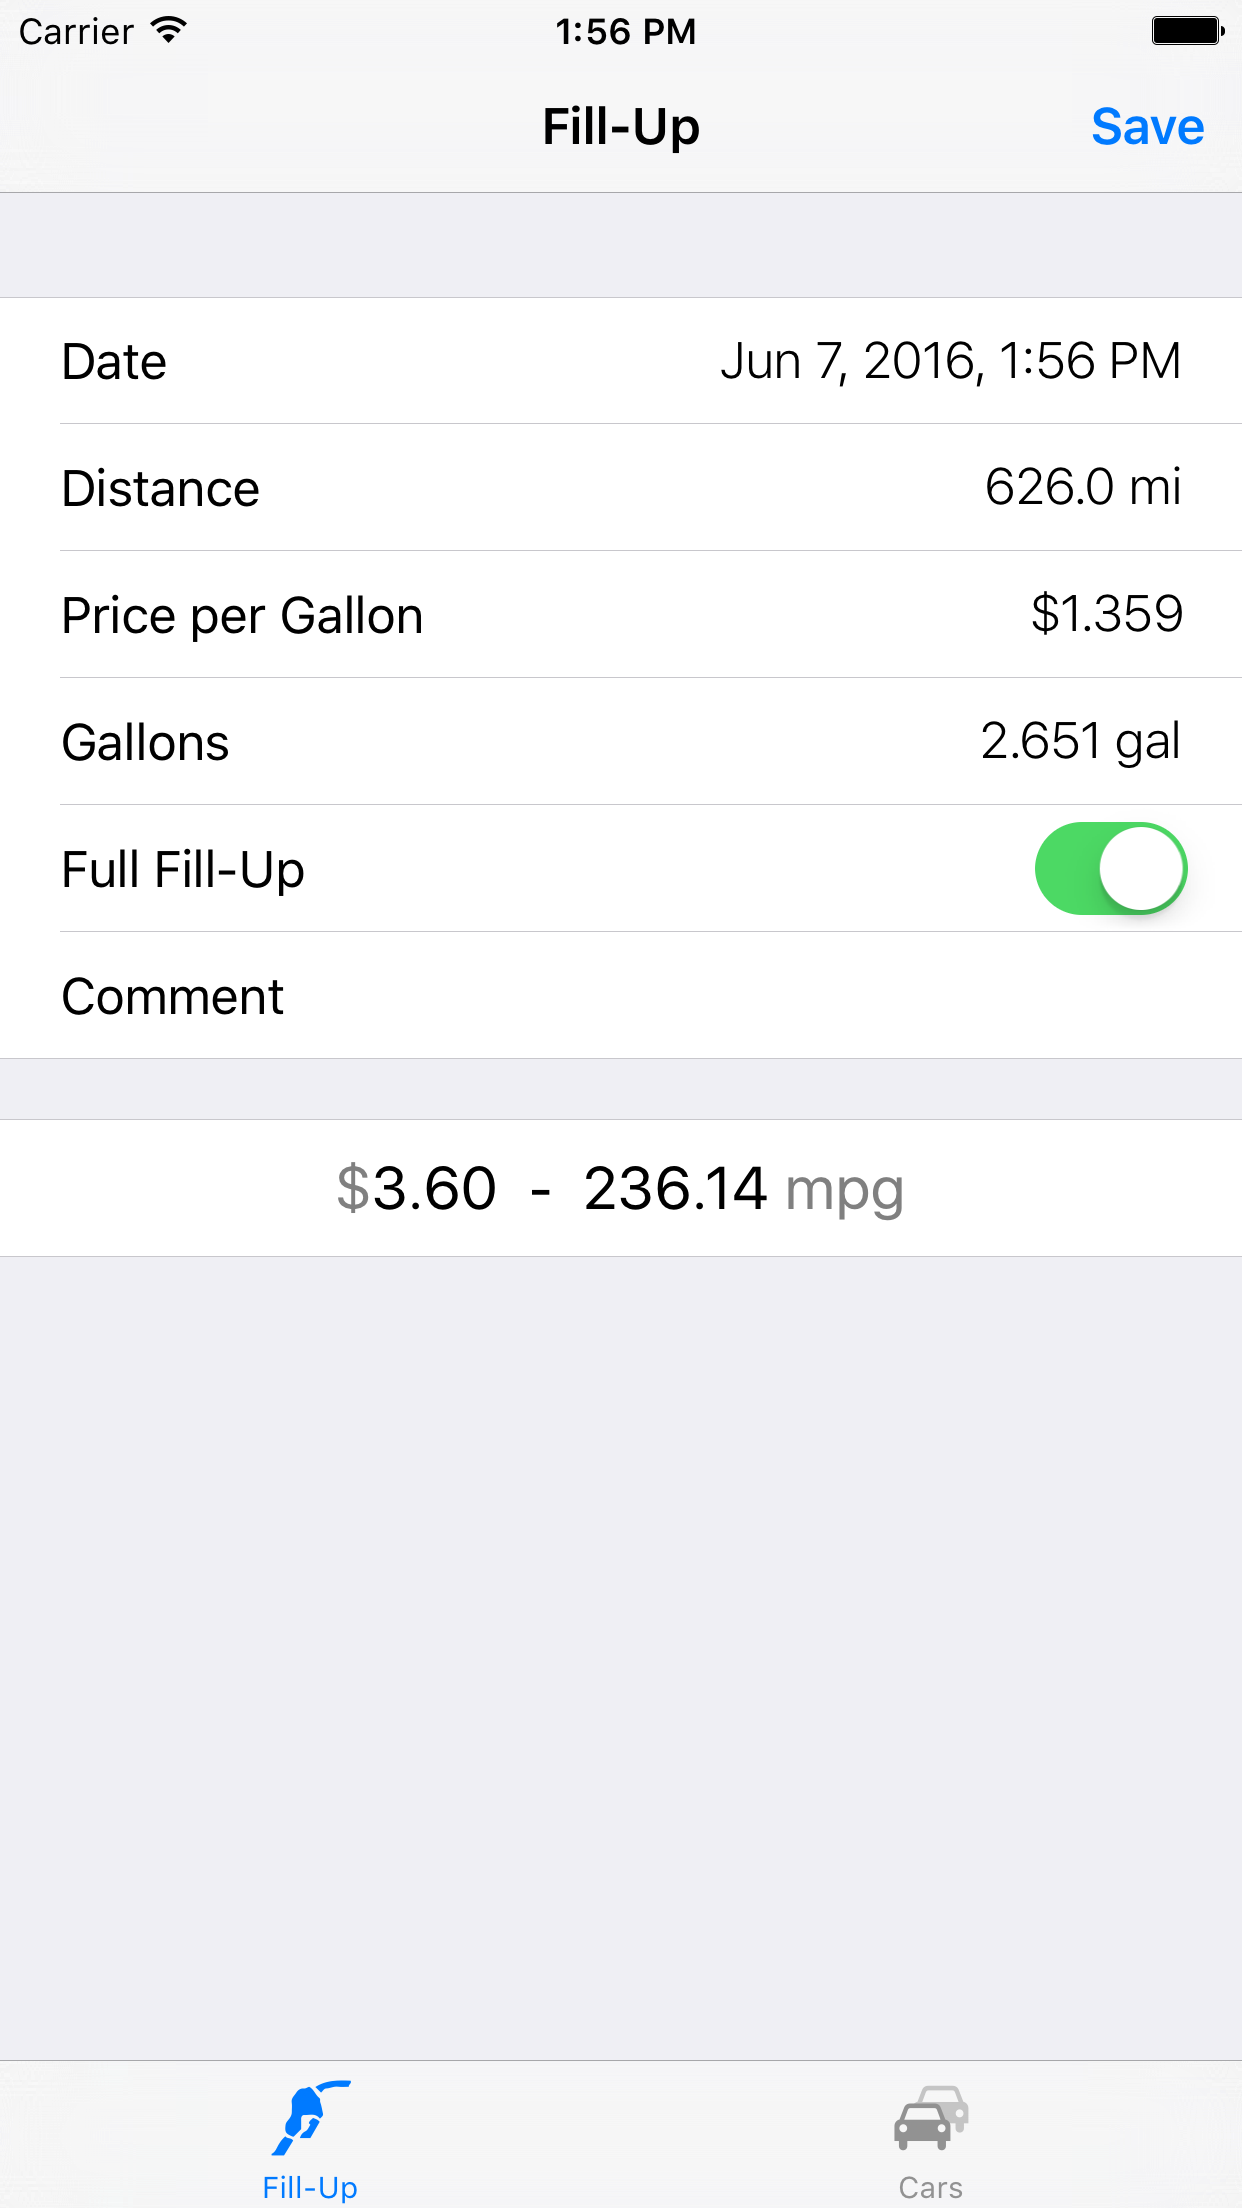 Carrier 1:56 PM
Fill-Up Save
Date Jun 7, 2016, 1:56 PM
Distance 626.0 mi
Price per Gallon $1.359
Gallons 2.651 gal
Full Fill-Up
Comment
$3.60 - 236.14 mpg
Fill-Up Cars